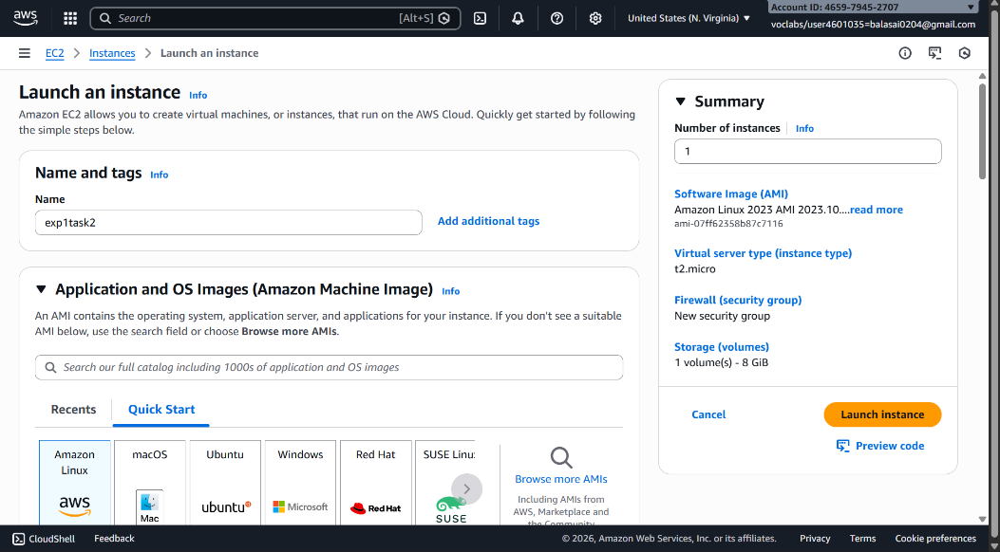 aws
Search [Alt+S]
United States (N. Virginia)
Account ID: 4659-7945-2707
voclabs/user4601035=balasai0204@gmail.com
EC2 > Instances > Launch an instance
Launch an instance Info
Amazon EC2 allows you to create virtual machines, or instances, that run on the AWS Cloud. Quickly get started by following
the simple steps below.
Name and tags Info
Name
exp1task2
Add additional tags
Application and OS Images (Amazon Machine Image) Info
An AMI contains the operating system, application server, and applications for your instance. If you don't see a suitable
AMI below, use the search field or choose Browse more AMIs.
Search our full catalog including 1000s of application and OS images
Recents
Quick Start
Amazon
Linux
aws
macOS
Mac
Ubuntu
ubuntu
Windows
Microsoft
Red Hat
Red Hat
SUSE Linu
SUSE
Browse more AMIs
Including AMIs from
AWS, Marketplace and
the Community
Summary
Number of instances Info
1
Software Image (AMI)
Amazon Linux 2023 AMI 2023.10....read more
ami-07ff62358b87c7116
Virtual server type (instance type)
t2.micro
Firewall (security group)
New security group
Storage (volumes)
1 volume(s) - 8 GiB
Cancel
Launch instance
Preview code
CloudShell
Feedback
© 2026, Amazon Web Services, Inc. or its affiliates.
Privacy
Terms
Cookie preferences